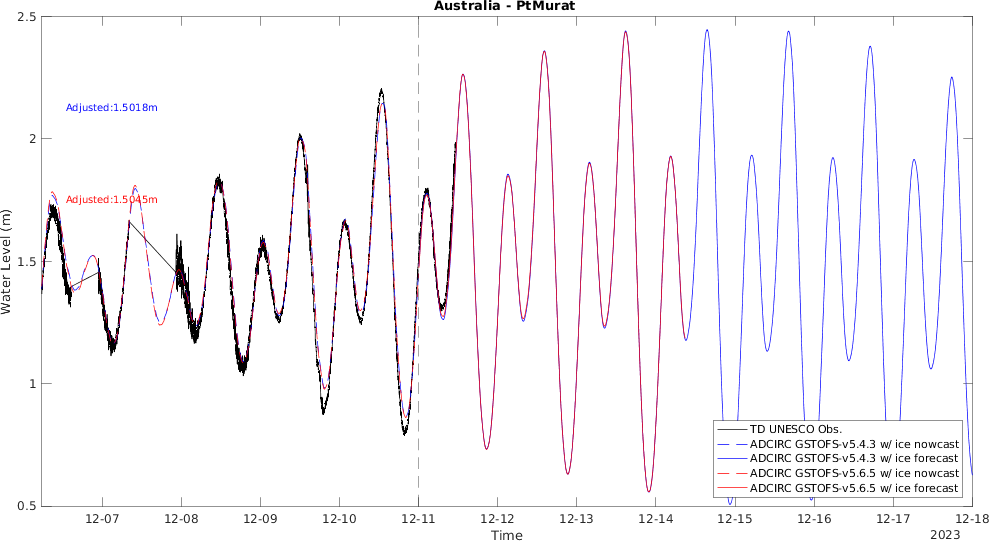 Australia - PtMurat
2.5
2
1.5
1
0.5
Water Level (m)
Adjusted:1.5018m
Adjusted:1.5045m
TD UNESCO Obs.
ADCIRC GSTOFS-v5.4.3 w/ ice nowcast
ADCIRC GSTOFS-v5.4.3 w/ ice forecast
ADCIRC GSTOFS-v5.6.5 w/ ice nowcast
ADCIRC GSTOFS-v5.6.5 w/ ice forecast
12-07 12-08 12-09 12-10 12-11 12-12 12-13 12-14 12-15 12-16 12-17 12-18
Time
2023